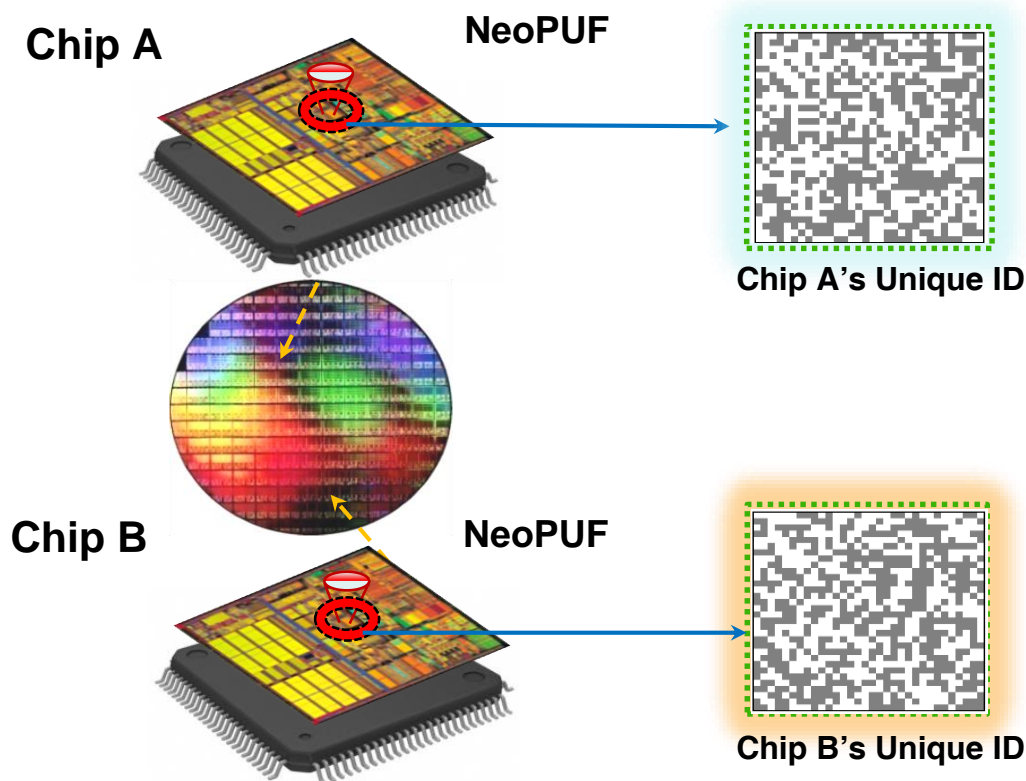 Chip A
NeoPUF
Chip A’s Unique ID
Chip B
NeoPUF
Chip B’s Unique ID